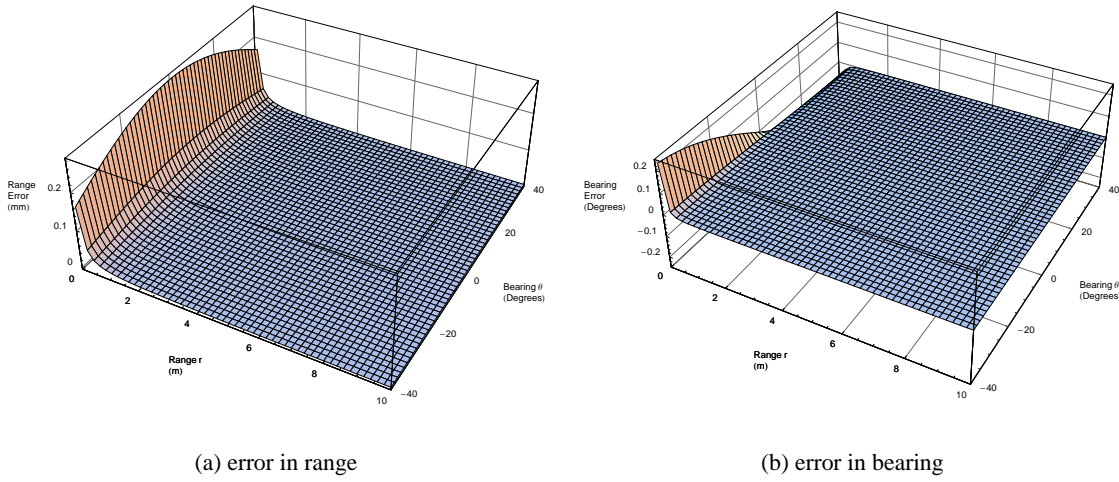 Range
Error
(mm)
0.2
0.1
0
0
2
4
6
8
10
Range r
(m)
40
20
0
−20
−40
Bearing θ
(Degrees)
(a) error in range
Bearing
Error
(Degrees)
0.2
0.1
0
−0.1
−0.2
0
2
4
6
8
10
Range r
(m)
40
20
0
−20
−40
Bearing θ
(Degrees)
(b) error in bearing